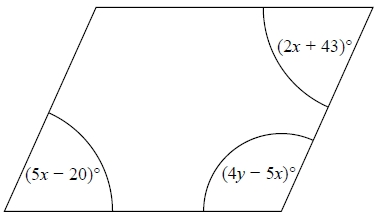 (2x + 43)°
(5x − 20)°
(4y − 5x)°